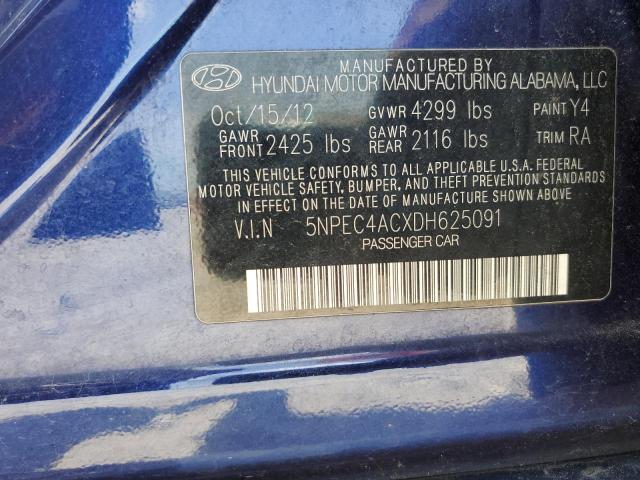 MANUFACTURED BY
HYUNDAI MOTOR MANUFACTURING ALABAMA, LLC
Oct/15/12 GVWR 4299 lbs PAINT Y4
GAWR FRONT 2425 lbs GAWR REAR 2116 lbs TRIM RA
THIS VEHICLE CONFORMS TO ALL APPLICABLE U.S.A. FEDERAL
MOTOR VEHICLE SAFETY, BUMPER, AND THEFT PREVENTION STANDARDS
IN EFFECT ON THE DATE OF MANUFACTURE SHOWN ABOVE.
V.I.N 5NPEC4ACXDH625091
PASSENGER CAR